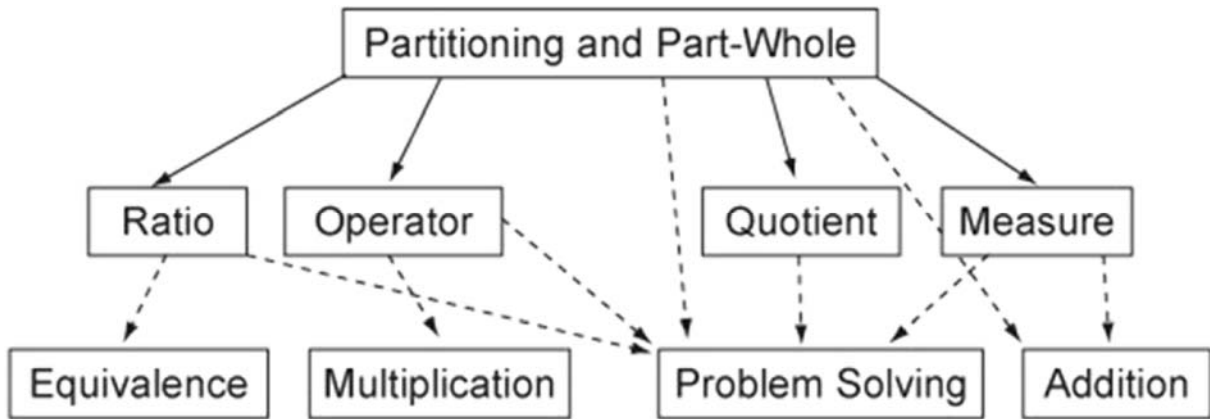 Partitioning and Part-Whole
Ratio
Operator
Quotient
Measure
Equivalence
Multiplication
Problem Solving
Addition